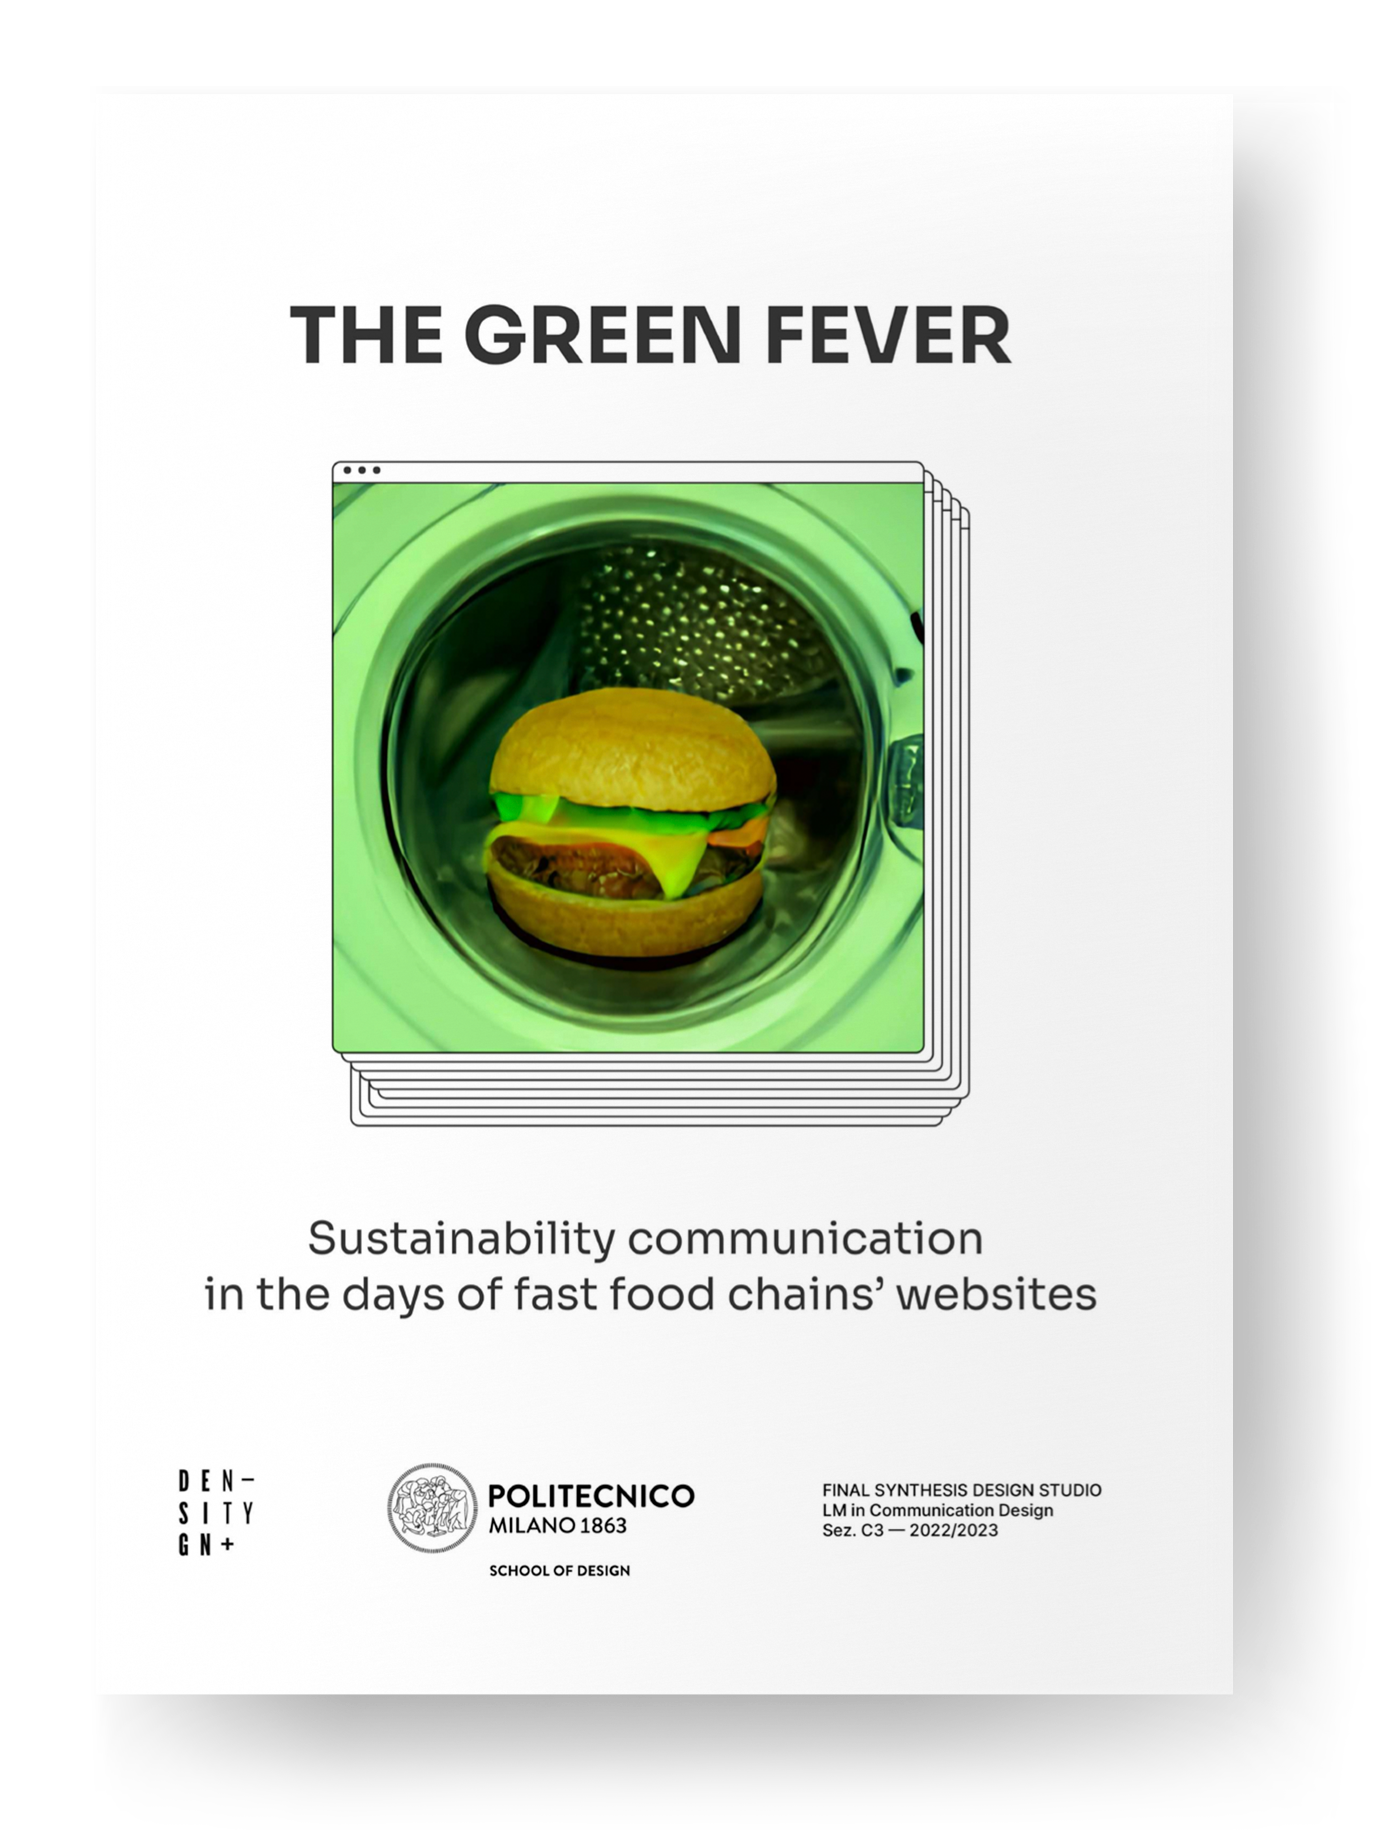 THE GREEN FEVER
Sustainability communication
in the days of fast food chains’ websites
DEN–
SITY
GN+
POLITECNICO
MILANO 1863
SCHOOL OF DESIGN
FINAL SYNTHESIS DESIGN STUDIO
LM in Communication Design
Sez. C3 — 2022/2023